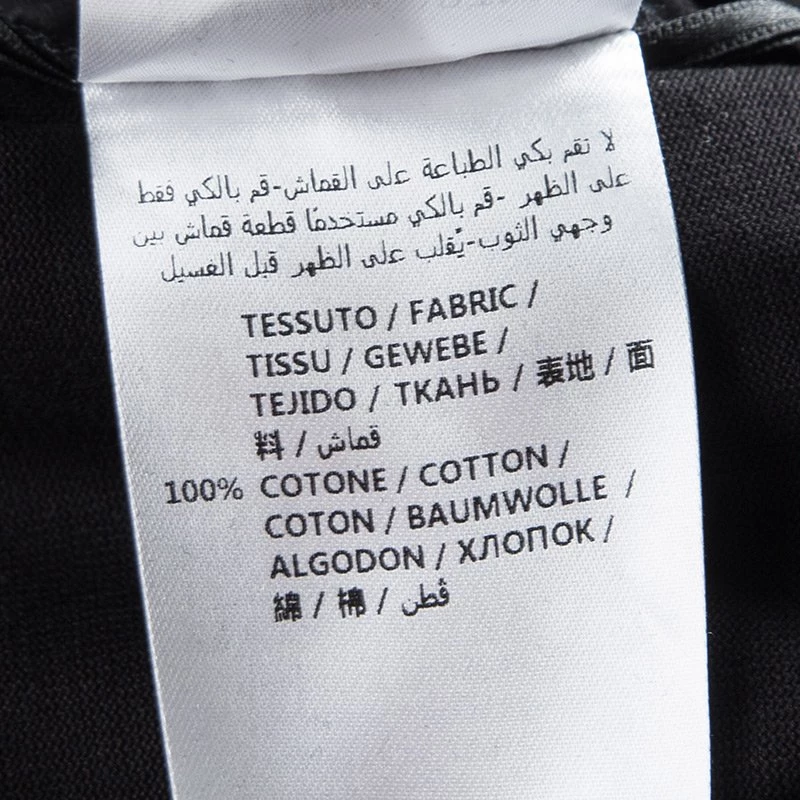 لا تقم بكي الطباعة على القماش-قم بالكي فقط
على الظهر -قم بالكي مستخدمًا قطعة قماش بين
وجهي الثوب-يُقلب على الظهر قبل الغسيل
TESSUTO / FABRIC /
TISSU / GEWEBE /
TEJIDO / ТКАНЬ / 表地 / 面
料 / قماش
100% COTONE / COTTON /
COTON / BAUMWOLLE /
ALGODON / ХЛОПОК /
綿 / 棉 / قطن